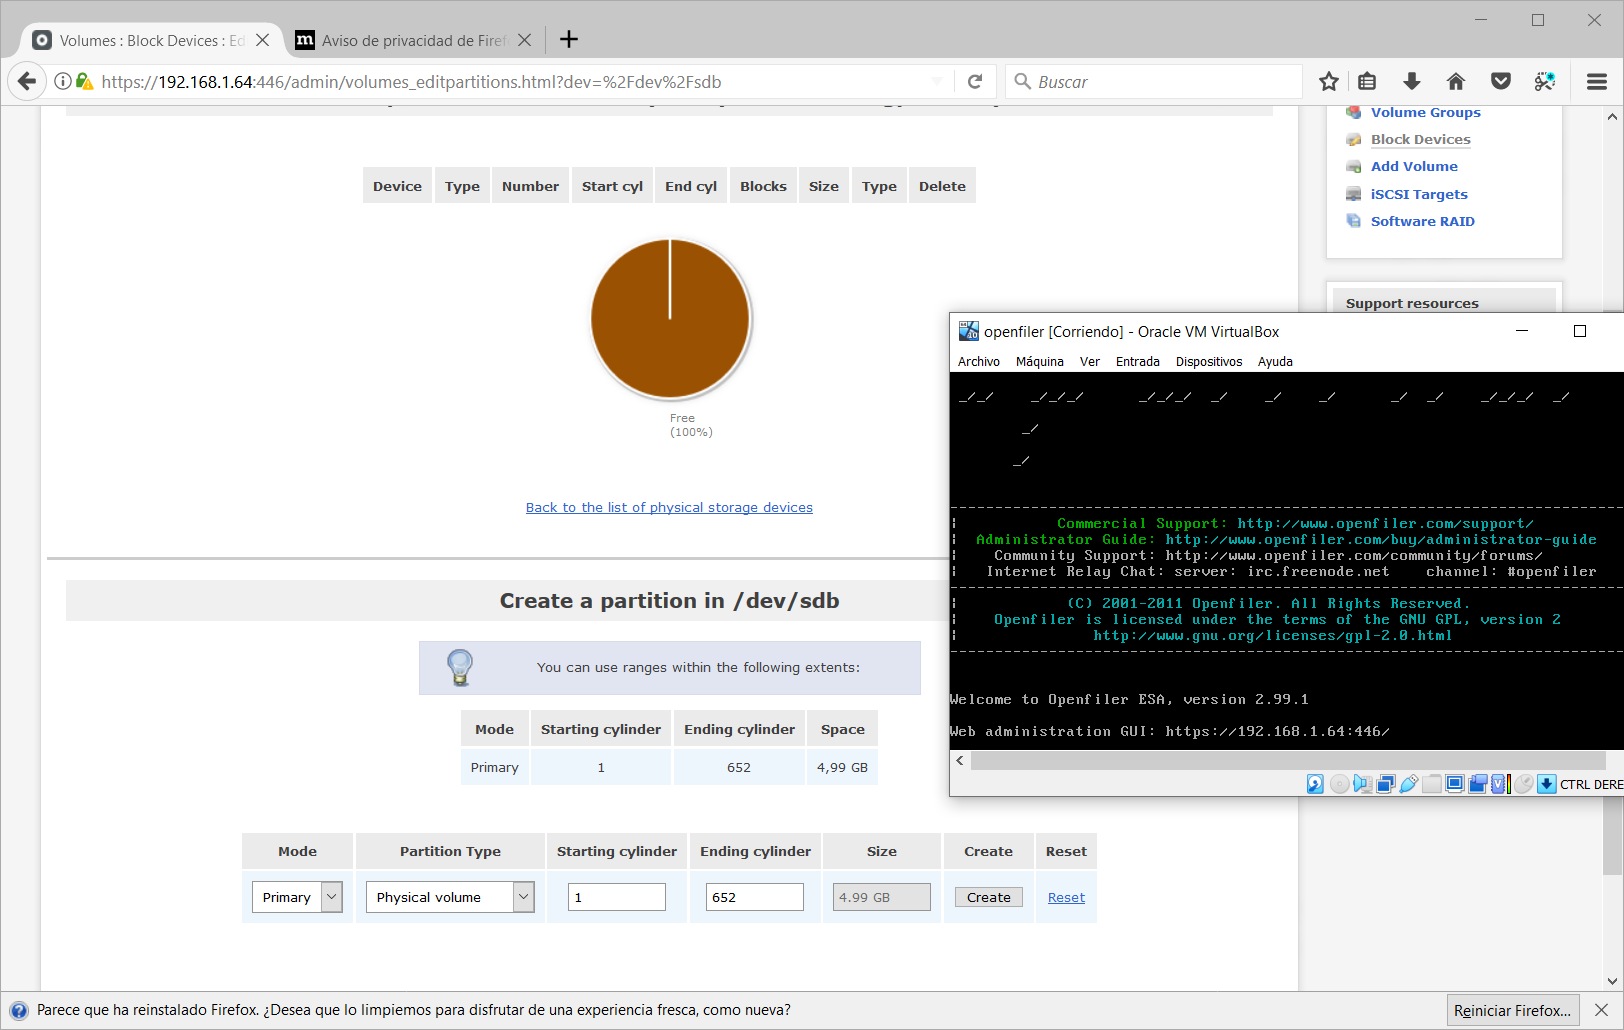 Volumes : Block Devices : Ed
Aviso de privacidad de Firef
https://192.168.1.64:446/admin/volumes_editpartitions.html?dev=%2Fdev%2Fsdb
Buscar
Volume Groups
Block Devices
Add Volume
iSCSI Targets
Software RAID
Support resources
Device Type Number Start cyl End cyl Blocks Size Type Delete
Free
(100%)
Back to the list of physical storage devices
Create a partition in /dev/sdb
You can use ranges within the following extents:
Mode Starting cylinder Ending cylinder Space
Primary 1 652 4,99 GB
Mode Partition Type Starting cylinder Ending cylinder Size Create Reset
Primary Physical volume 1 652 4.99 GB Create Reset
openfiler [Corriendo] - Oracle VM VirtualBox
Archivo Máquina Ver Entrada Dispositivos Ayuda
Commercial Support: http://www.openfiler.com/support/
Administrator Guide: http://www.openfiler.com/buy/administrator-guide
Community Support: http://www.openfiler.com/community/forums/
Internet Relay Chat: server: irc.freenode.net channel: #openfiler
(C) 2001-2011 Openfiler. All Rights Reserved.
Openfiler is licensed under the terms of the GNU GPL, version 2
http://www.gnu.org/licenses/gpl-2.0.html
Welcome to Openfiler ESA, version 2.99.1
Web administration GUI: https://192.168.1.64:446/
CTRL DERE
Parece que ha reinstalado Firefox. ¿Desea que lo limpiemos para disfrutar de una experiencia fresca, como nueva?
Reiniciar Firefox...